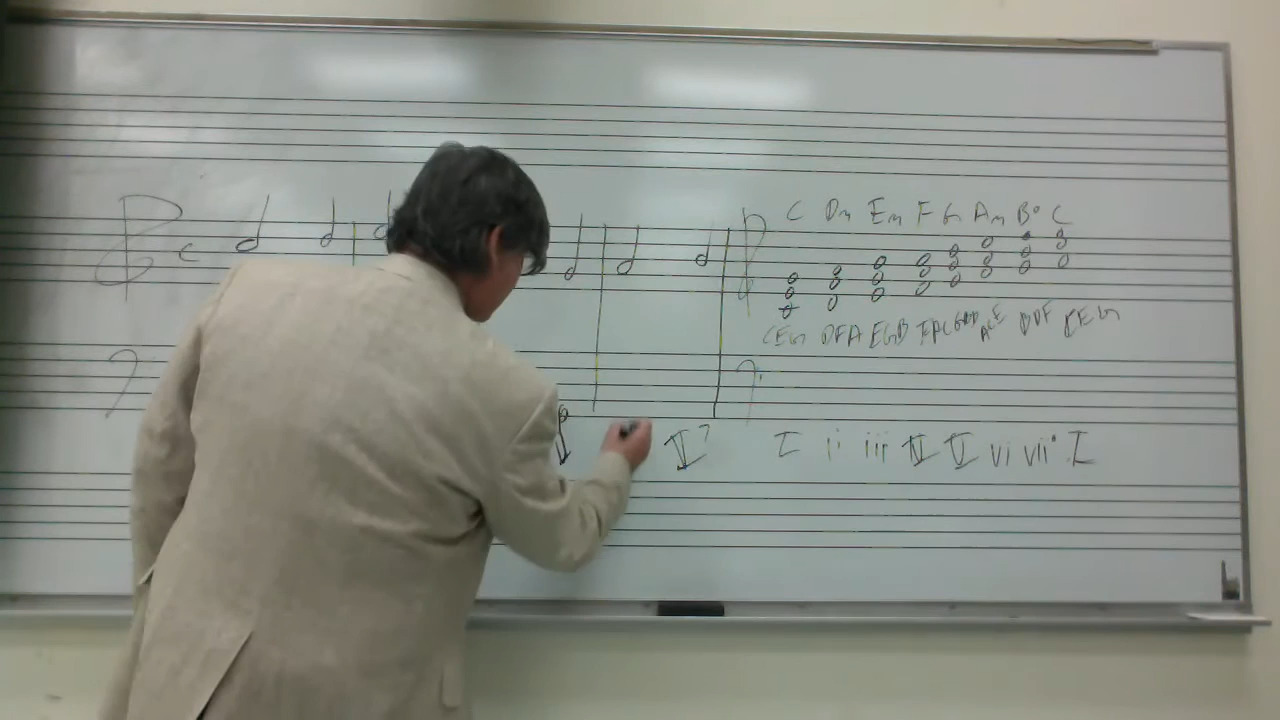 C Dm Em F G Am B° C
C
CEG DFA EGB FAC GBD ACE BDF CEG
V⁷ I ii iii IV V vi vii° I